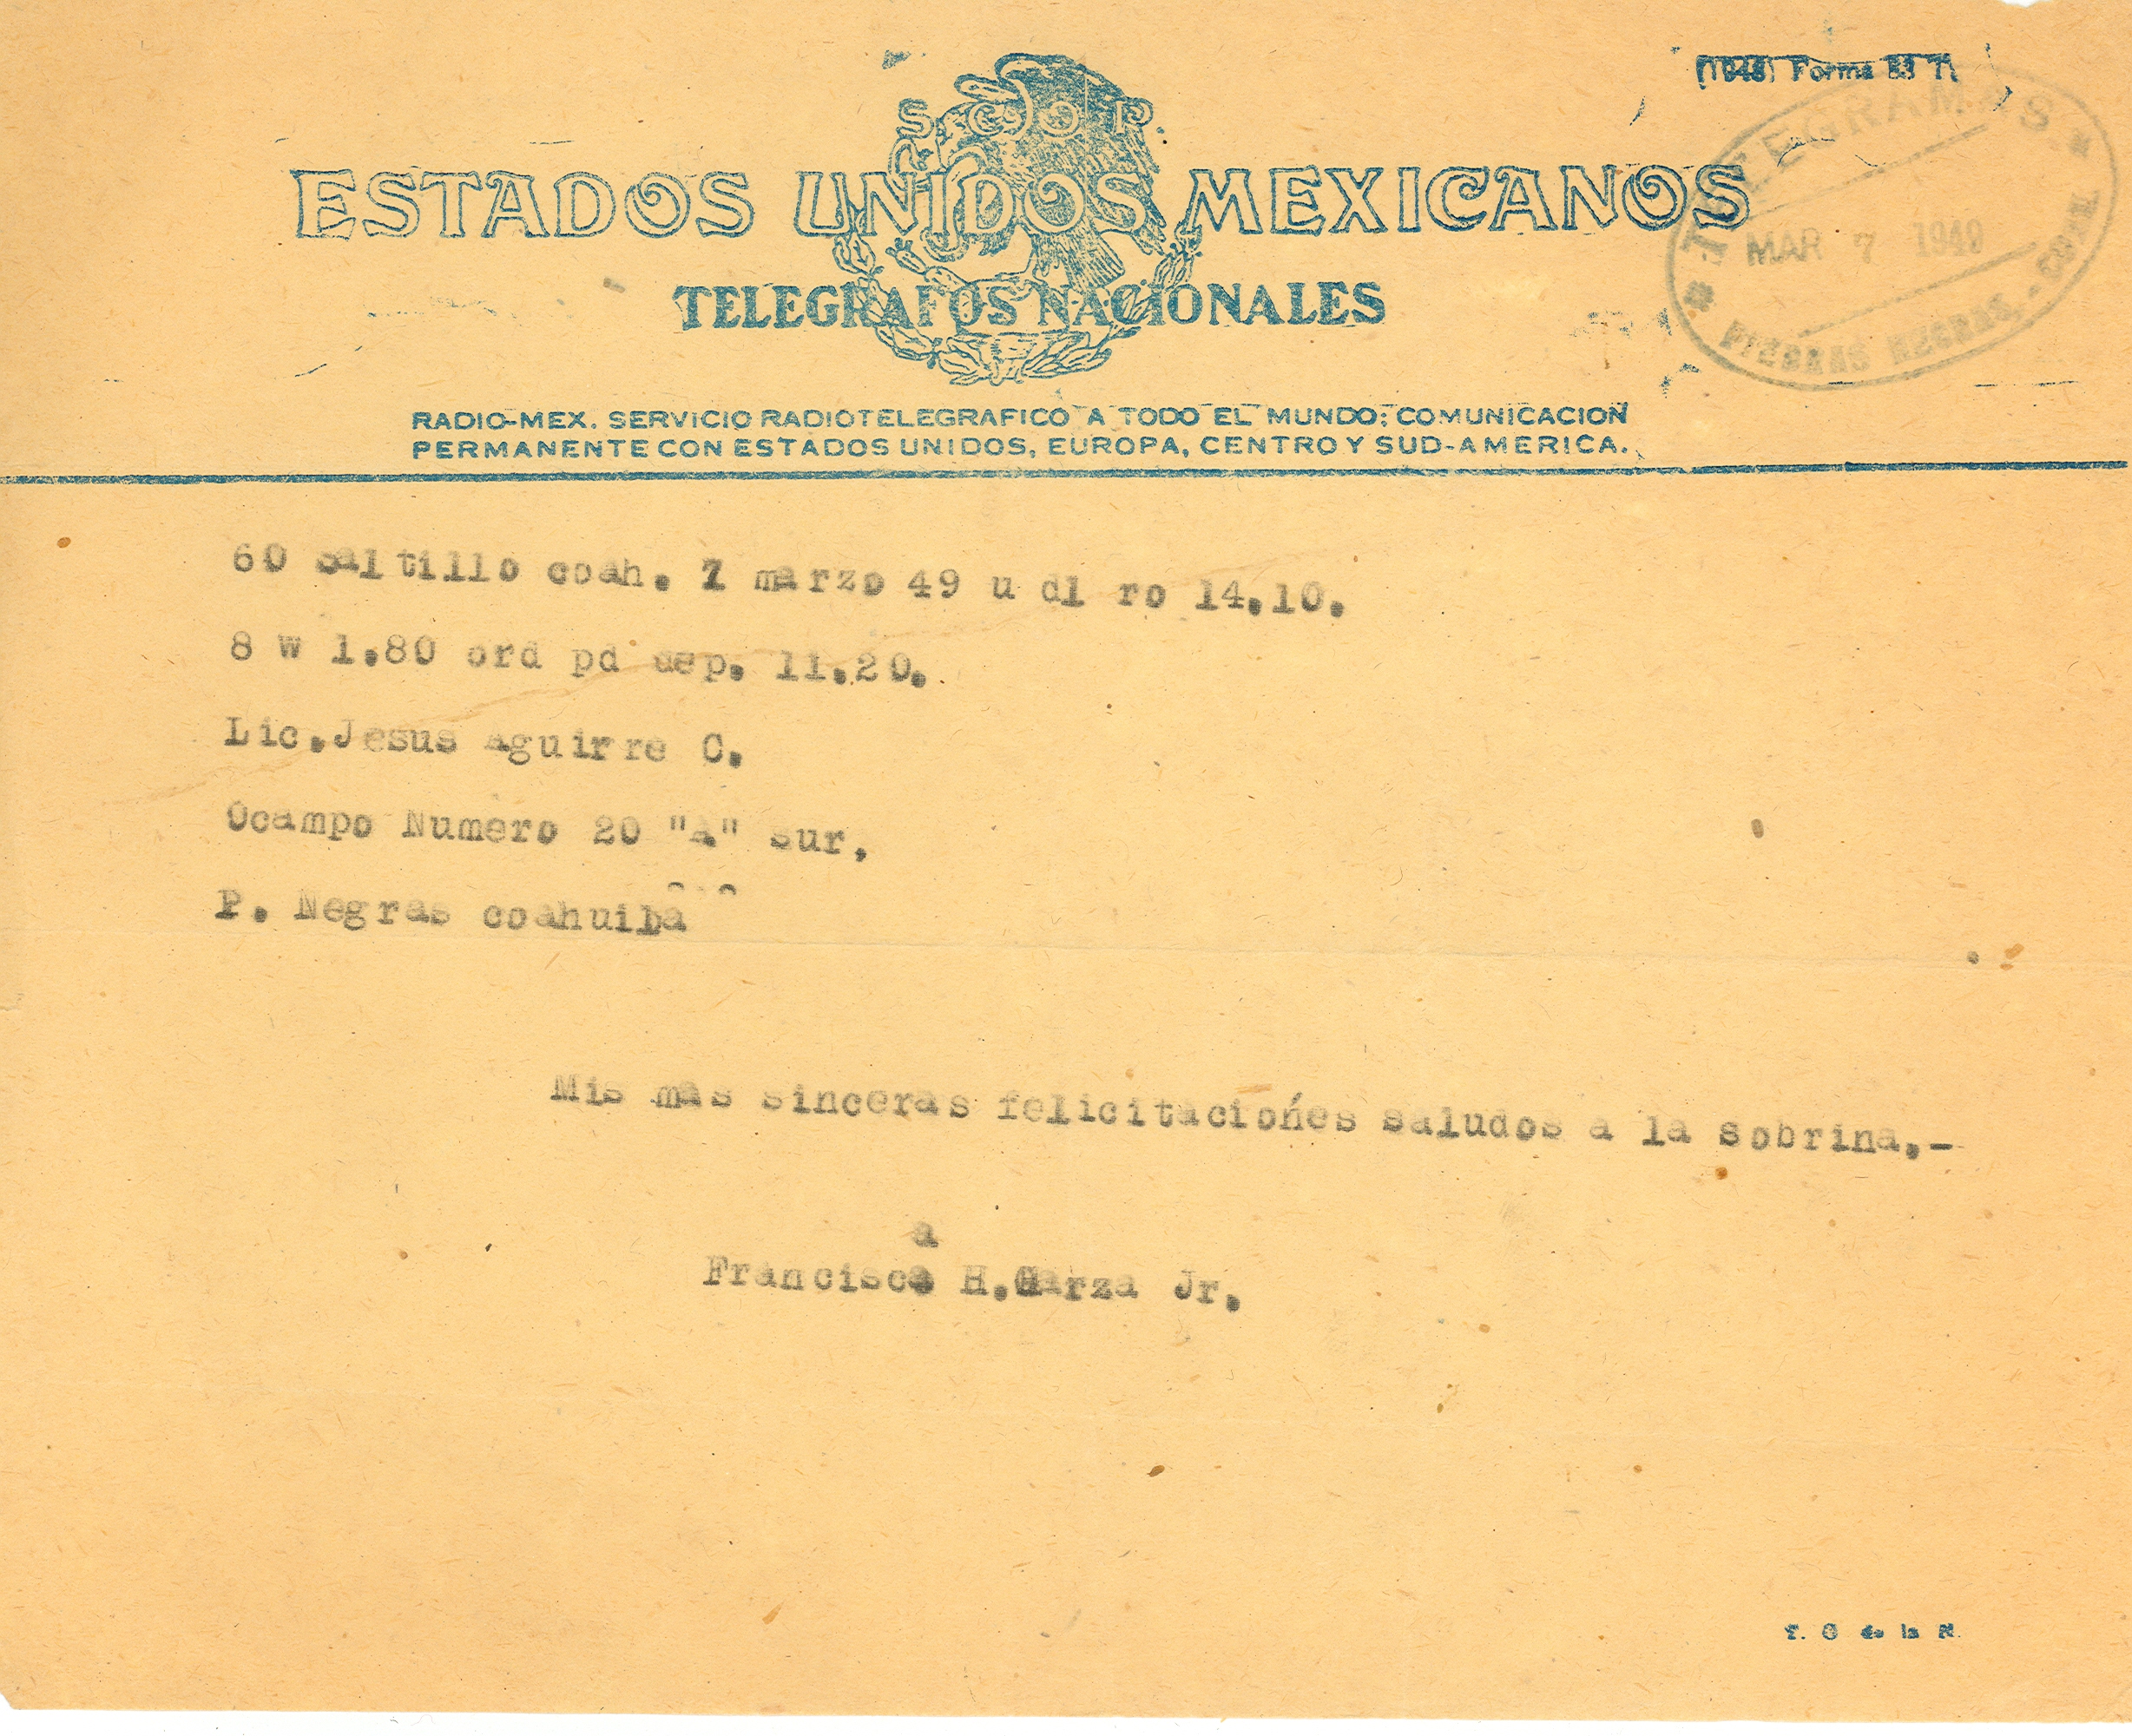 (1948) Forma 83 T
S. C. O. P.
ESTADOS UNIDOS MEXICANOS
TELEGRAFOS NACIONALES
TELEGRAMAS
MAR 7 1949
PIEDRAS NEGRAS,
RADIO-MEX. SERVICIO RADIOTELEGRAFICO A TODO EL MUNDO: COMUNICACION
PERMANENTE CON ESTADOS UNIDOS, EUROPA, CENTRO Y SUD-AMERICA.
60 Saltillo coah. 7 marzo 49 u dl ro 14.10.
8 w 1.80 ord pd dep. 11.20.
Lic.Jesus Aguirre C.
Ocampo Numero 20 "A" sur,
P. Negras coahuila
Mis mas sinceras felicitaciones saludos a la sobrina.-
a
Francisca H.Garza Jr.
T. G de la N.